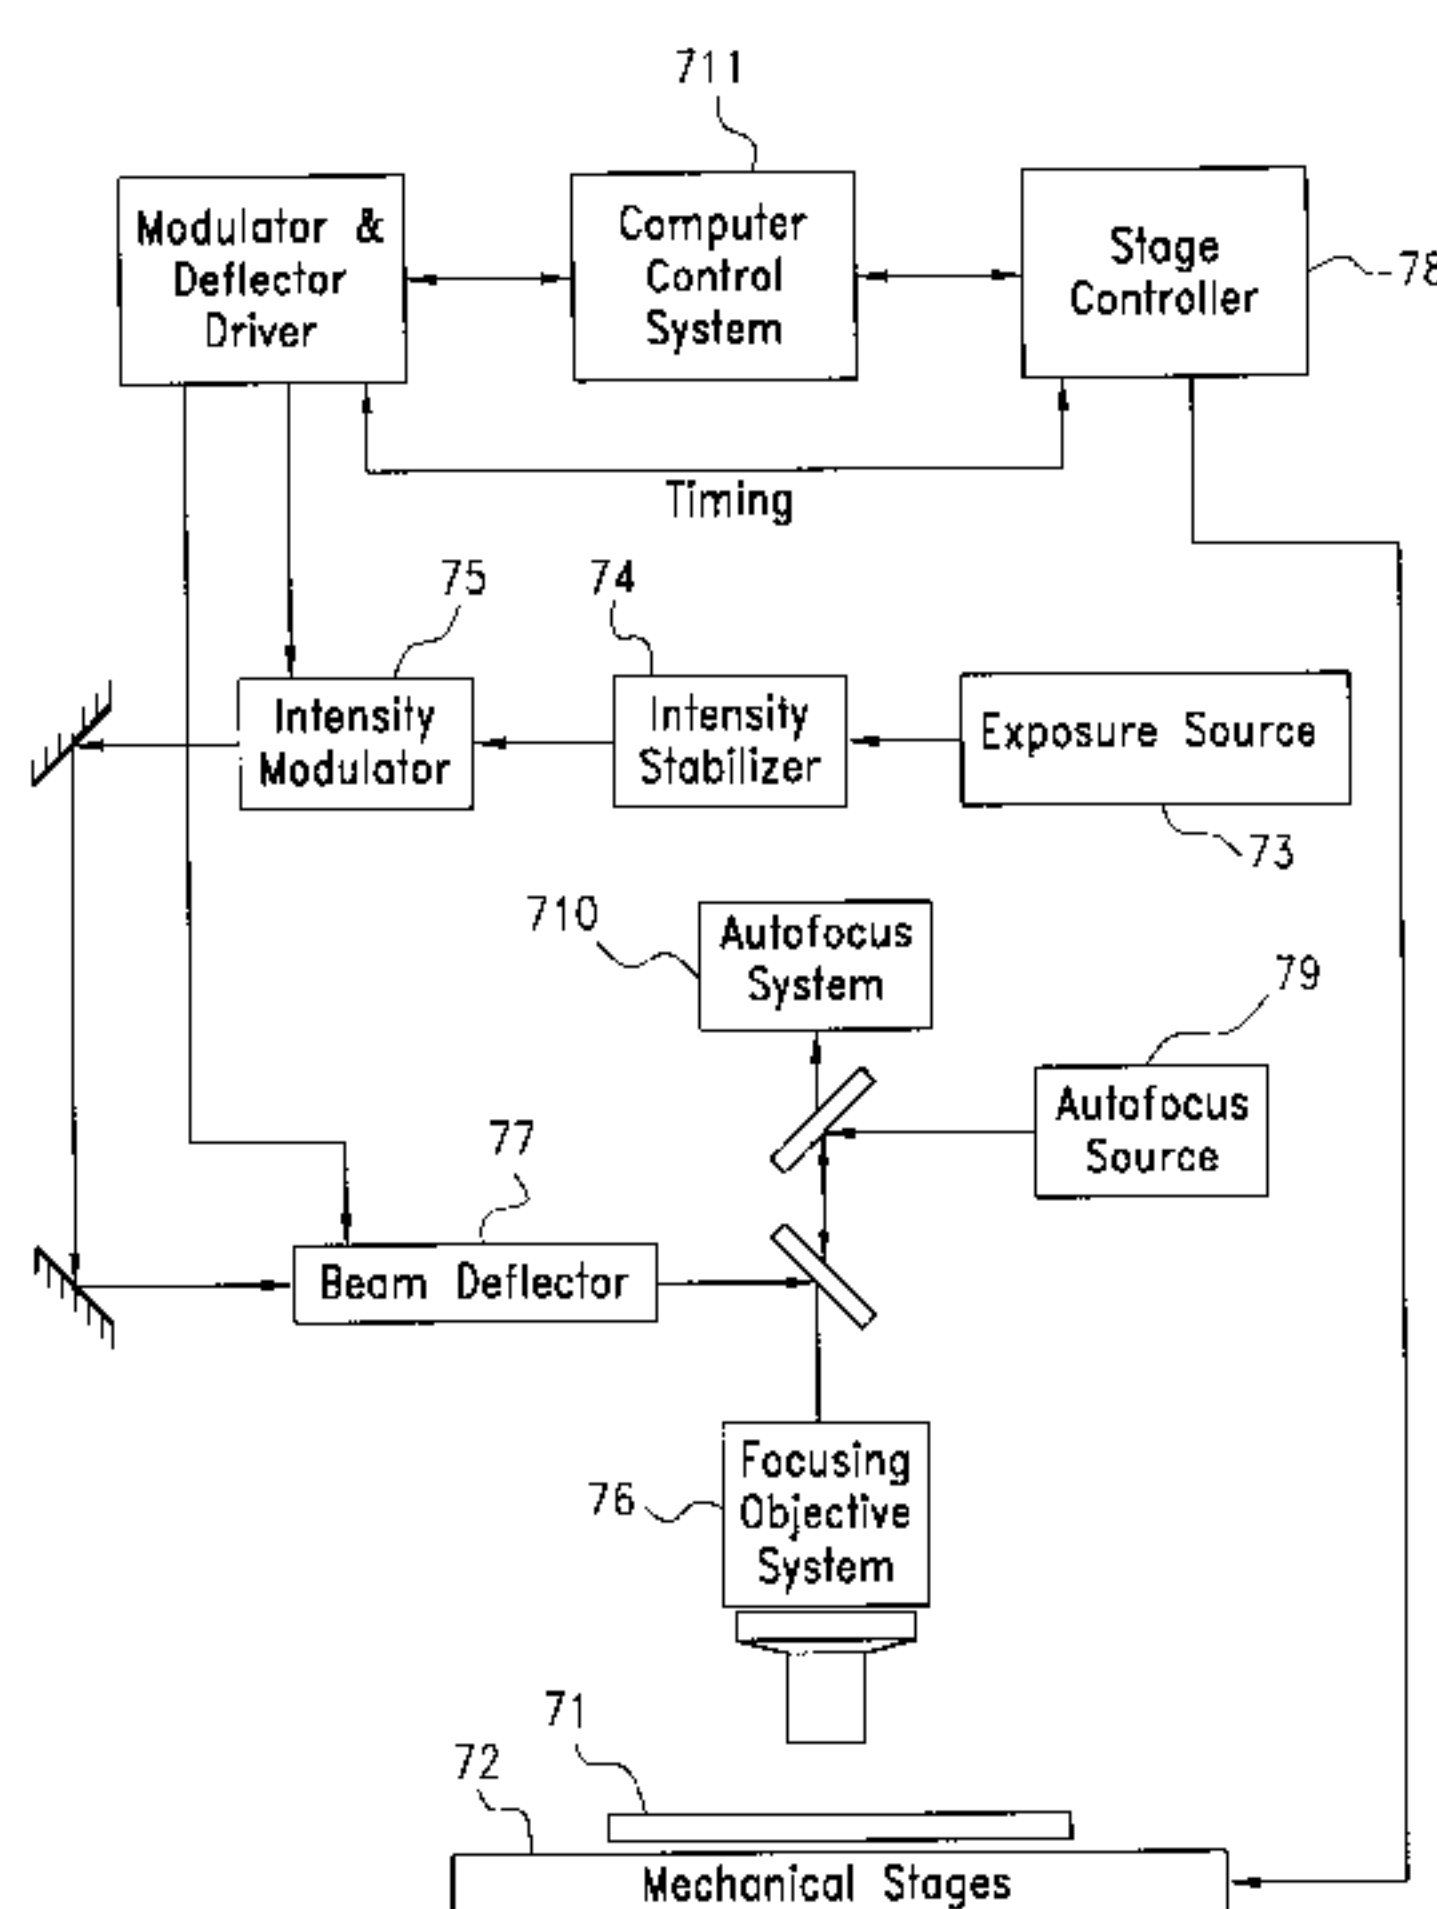 711
Modulator &
Deflector
Driver
Computer
Control
System
Stage
Controller
78
Timing
75
74
Intensity
Modulator
Intensity
Stabilizer
Exposure Source
73
710
Autofocus
System
79
Autofocus
Source
77
Beam Deflector
Focusing
Objective
System
76
71
72
Mechanical Stages